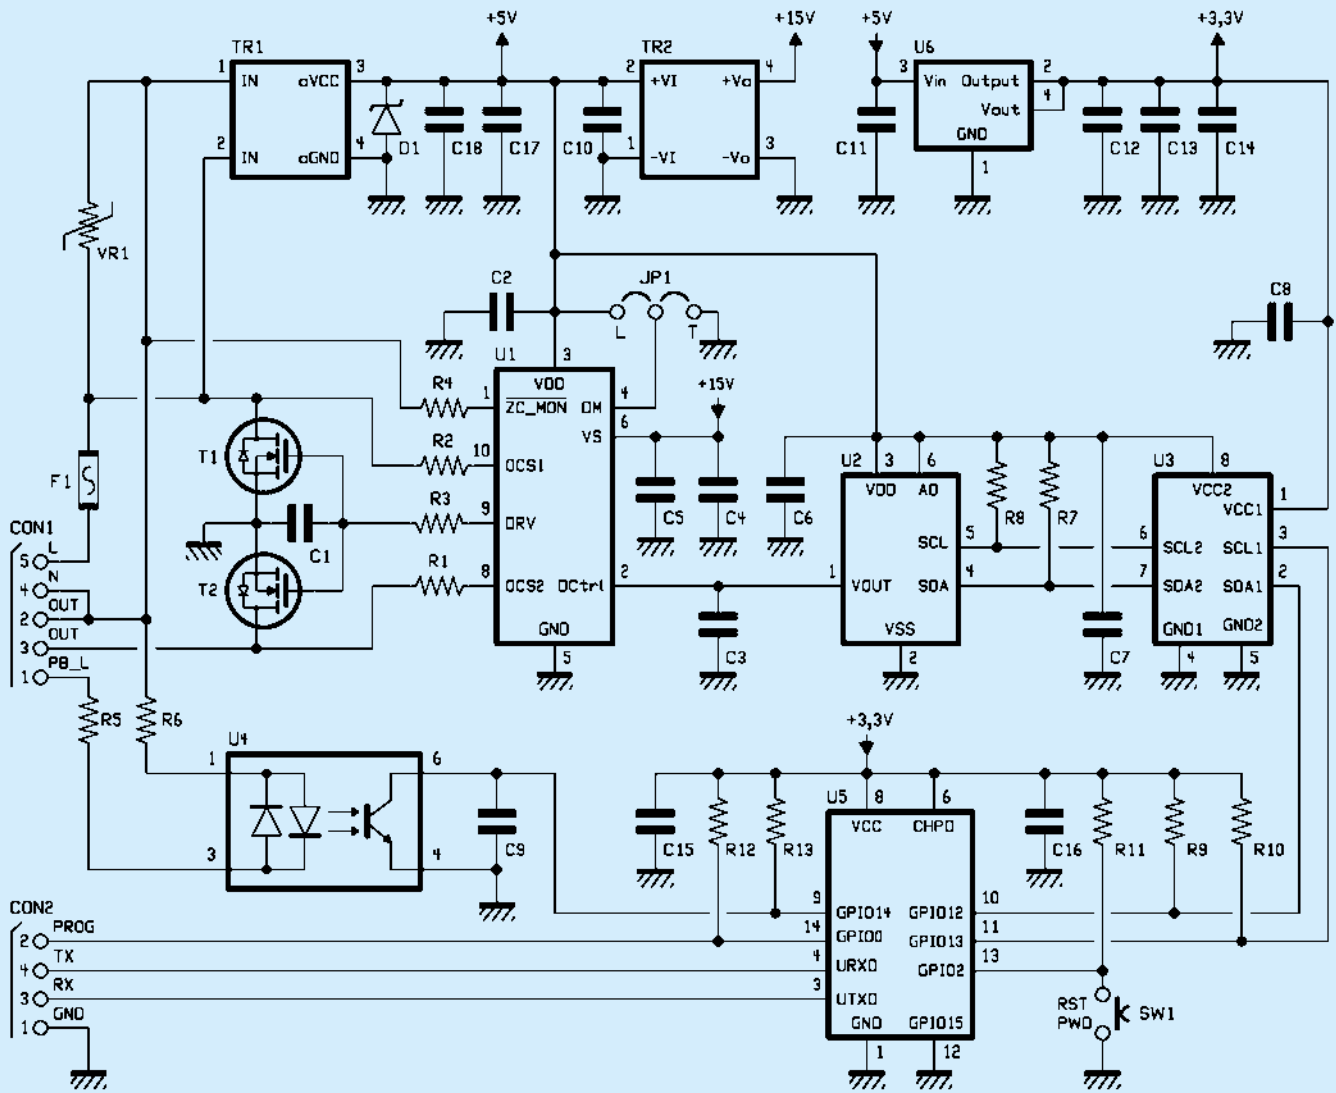 +5V
+15V
+5V
+3,3V
TR1
TR2
U6
1 IN aVCC 3
2 IN aGND 4
D1
C18
C17
C10
2 +VI +Vo 4
1 -VI -Vo 3
C11
3 Vin Output 2
Vout 4
GND
1
C12
C13
C14
VR1
C2
JP1
L
T
C8
U1
3
VDD
R4
1 ZC_MON DM 4
+15V
VS 6
R2
10 OCS1
R3
9 DRV
R1
8 OCS2 OCtrl 2
GND
5
T1
T2
C1
F1
C5
C4
C6
C3
U2
3 6
VDD A0
SCL 5
1 VOUT SDA 4
VSS
2
R8
R7
C7
U3
8
VCC2
VCC1 1
6 SCL2 SCL1 3
7 SDA2 SDA1 2
GND1 GND2
4 5
CON1
5 L
4 N
2 OUT
3 OUT
1 PB_L
R5
R6
U4
1 6
3 4
C9
+3,3V
C15
R12
R13
U5
8 6
VCC CHPD
C16
R11
R9
R10
9 GPIO14 GPIO12 10
14 GPIO0 GPIO13 11
4 URXD GPIO2 13
3 UTXD
GND GPIO15
1 12
RST
PWD
SW1
CON2
2 PROG
4 TX
3 RX
1 GND